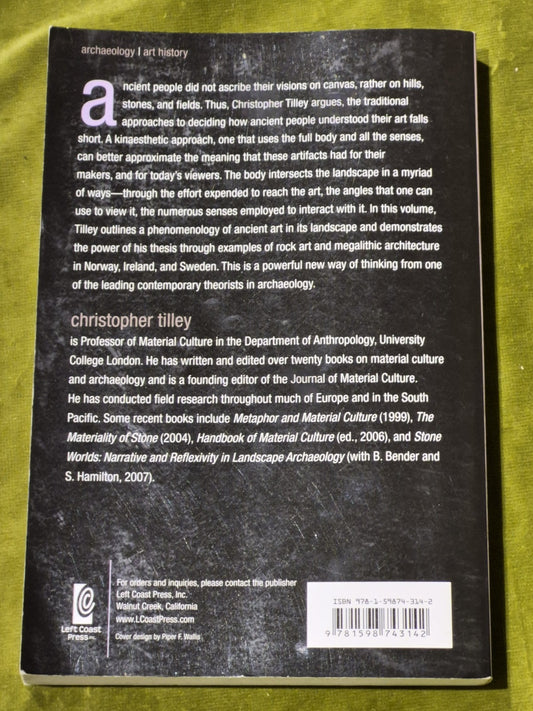 archaeology | art history
ancient people did not ascribe their visions on canvas, rather on hills,
stones, and fields. Thus, Christopher Tilley argues, the traditional
approaches to deciding how ancient people understood their art falls
short. A kinaesthetic approach, one that uses the full body and all the senses,
can better approximate the meaning that these artifacts had for their
makers, and for today's viewers. The body intersects the landscape in a myriad
of ways—through the effort expended to reach the art, the angles that one can
use to view it, the numerous senses employed to interact with it. In this volume,
Tilley outlines a phenomenology of ancient art in its landscape and demonstrates
the power of his thesis through examples of rock art and megalithic architecture
in Norway, Ireland, and Sweden. This is a powerful new way of thinking from one
of the leading contemporary theorists in archaeology.
christopher tilley
is Professor of Material Culture in the Department of Anthropology, University
College London. He has written and edited over twenty books on material culture
and archaeology and is a founding editor of the Journal of Material Culture.
He has conducted field research throughout much of Europe and in the South
Pacific. Some recent books include Metaphor and Material Culture (1999), The
Materiality of Stone (2004), Handbook of Material Culture (ed., 2006), and Stone
Worlds: Narrative and Reflexivity in Landscape Archaeology (with B. Bender and
S. Hamilton, 2007).
Left Coast
Press Inc.
For orders and inquiries, please contact the publisher
Left Coast Press, Inc.
Walnut Creek, California
www.LCoastPress.com
Cover design by Piper F. Wallis
ISBN 978-1-59874-314-2
9 781598 743142